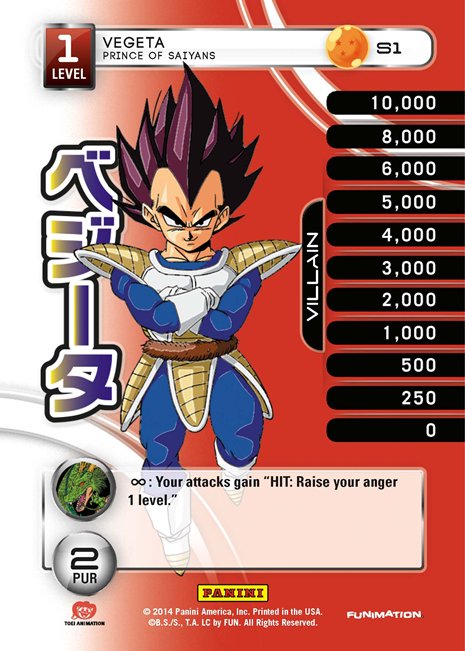 1
LEVEL
VEGETA
PRINCE OF SAIYANS
S1
ベジータ
VILLAIN
10,000
8,000
6,000
5,000
4,000
3,000
2,000
1,000
500
250
0
∞: Your attacks gain “HIT: Raise your anger
1 level.”
2
PUR
TOEI ANIMATION
PANINI
© 2014 Panini America, Inc. Printed in the USA.
©B.S./S., T.A. LC by FUN. All Rights Reserved.
FUNIMATION